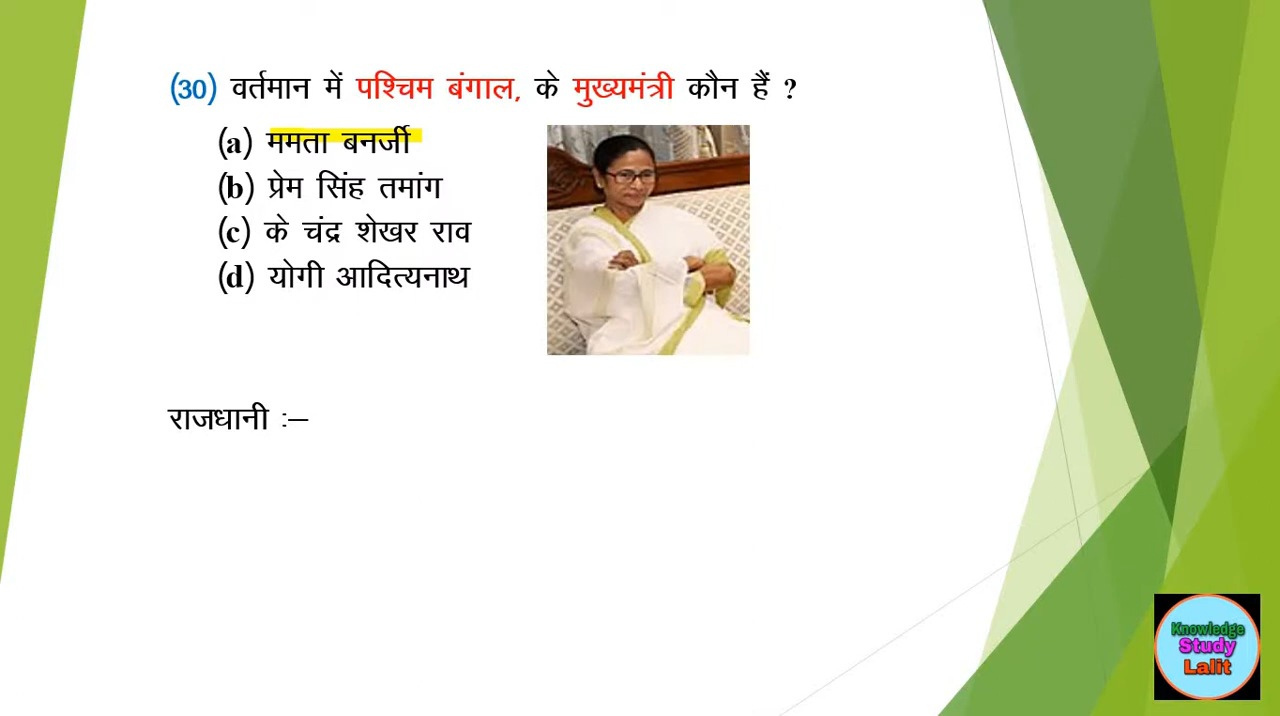 (30) वर्तमान में पश्चिम बंगाल, के मुख्यमंत्री कौन हैं ?
(a) ममता बनर्जी
(b) प्रेम सिंह तमांग
(c) के चंद्र शेखर राव
(d) योगी आदित्यनाथ
राजधानी :–
Knowledge
Study
Lalit